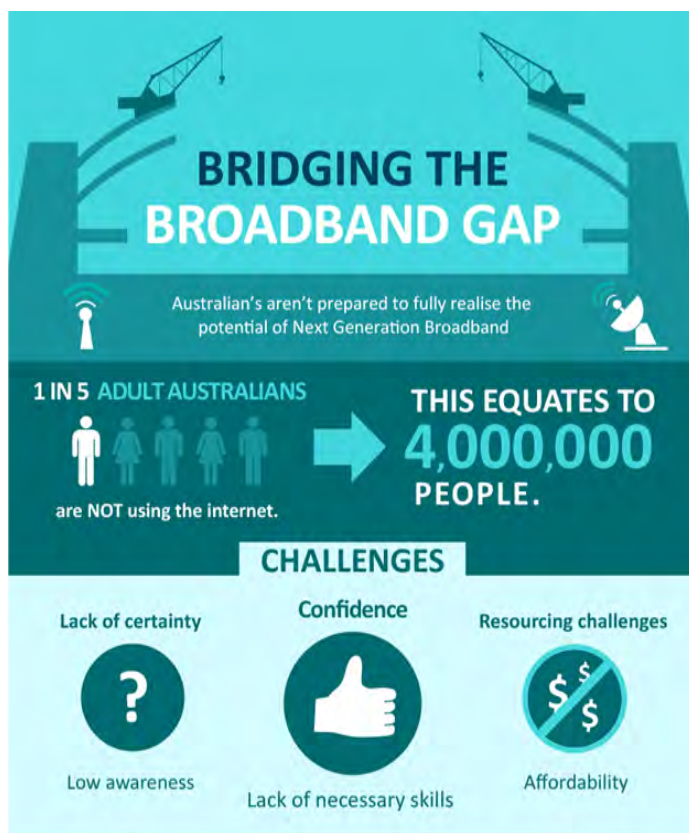 BRIDGING THE
BROADBAND GAP
Australian's aren't prepared to fully realise the
potential of Next Generation Broadband
1 IN 5 ADULT AUSTRALIANS
are NOT using the internet.
THIS EQUATES TO
4,000,000
PEOPLE.
CHALLENGES
Lack of certainty
?
Low awareness
Confidence
Lack of necessary skills
Resourcing challenges
$ $ $
Affordability